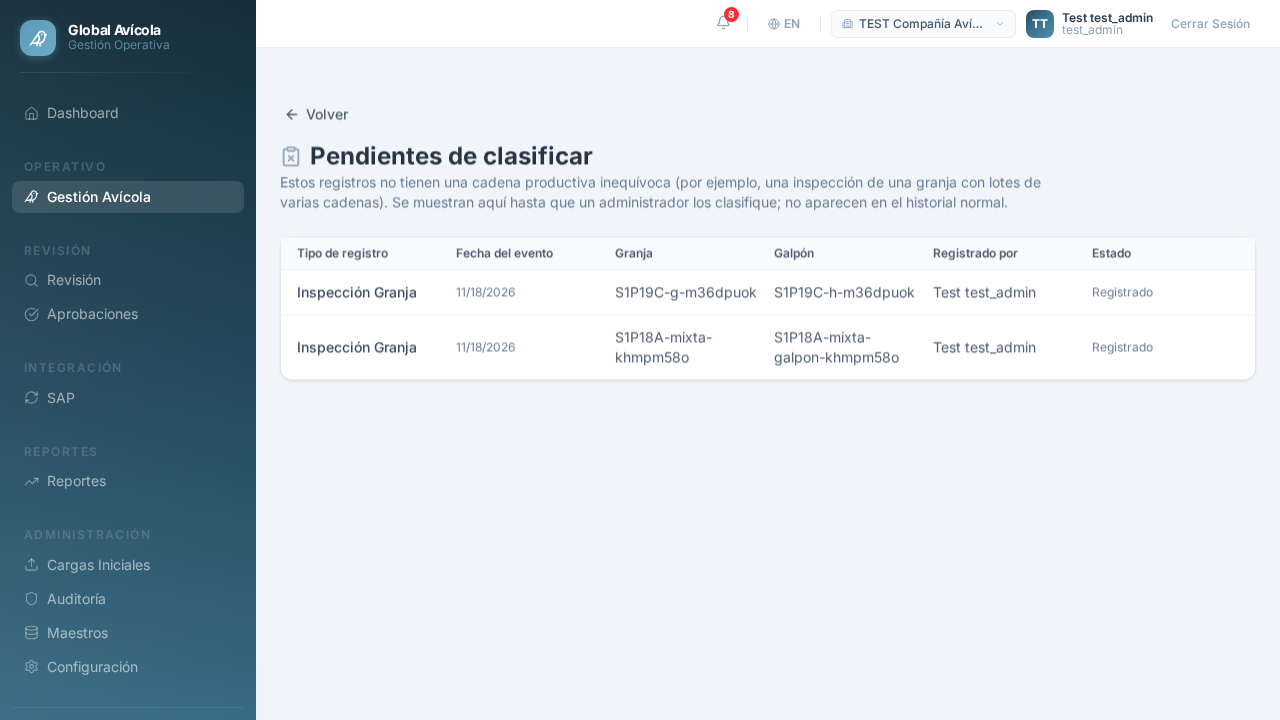 Global Avícola
Gestión Operativa
Dashboard
OPERATIVO
Gestión Avícola
REVISIÓN
Revisión
Aprobaciones
INTEGRACIÓN
SAP
REPORTES
Reportes
ADMINISTRACIÓN
Cargas Iniciales
Auditoría
Maestros
Configuración
8
EN
TEST Compañía Aví...
TT
Test test_admin
test_admin
Cerrar Sesión
Volver
Pendientes de clasificar
Estos registros no tienen una cadena productiva inequívoca (por ejemplo, una inspección de una granja con lotes de
varias cadenas). Se muestran aquí hasta que un administrador los clasifique; no aparecen en el historial normal.
Tipo de registro Fecha del evento Granja Galpón Registrado por Estado
Inspección Granja 11/18/2026 S1P19C-g-m36dpuok S1P19C-h-m36dpuok Test test_admin Registrado
Inspección Granja 11/18/2026 S1P18A-mixta-khmpm58o S1P18A-mixta-galpon-khmpm58o Test test_admin Registrado